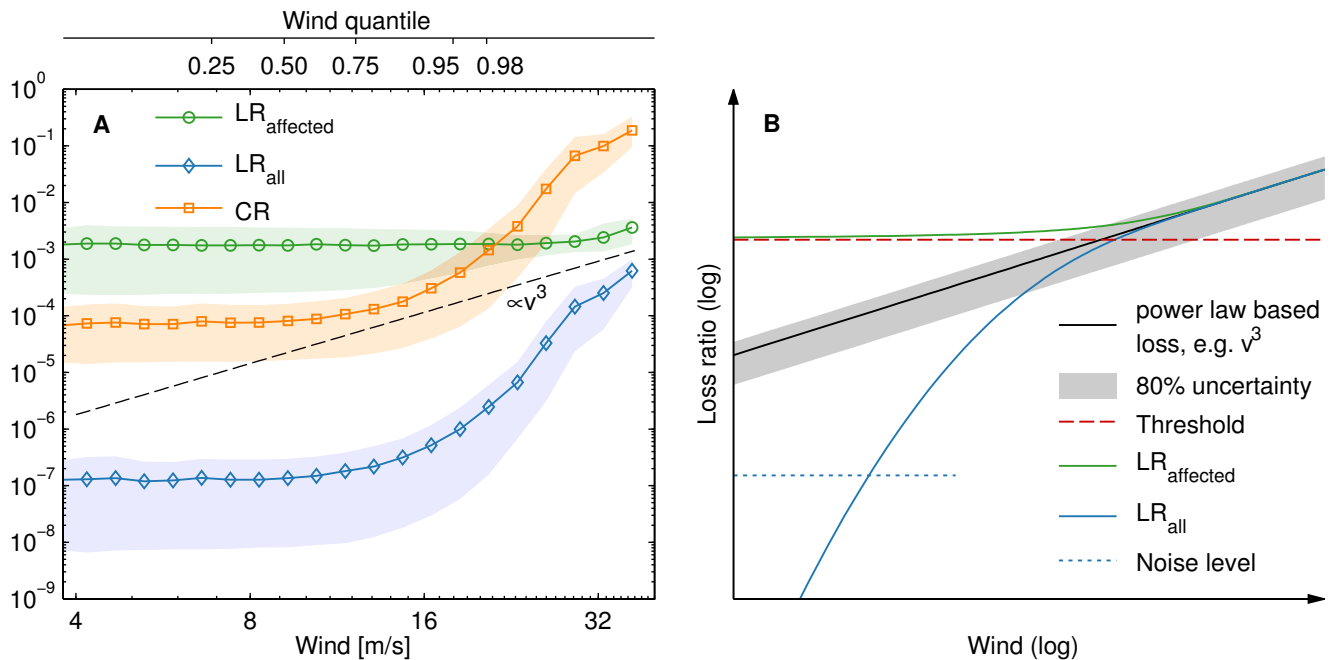 Wind quantile
0.25 0.50 0.75 0.95 0.98
A
LR_affected
LR_all
CR
∝v^3
10^0
10^-1
10^-2
10^-3
10^-4
10^-5
10^-6
10^-7
10^-8
10^-9
4 8 16 32
Wind [m/s]
B
Loss ratio (log)
power law based
loss, e.g. v^3
80% uncertainty
Threshold
LR_affected
LR_all
Noise level
Wind (log)